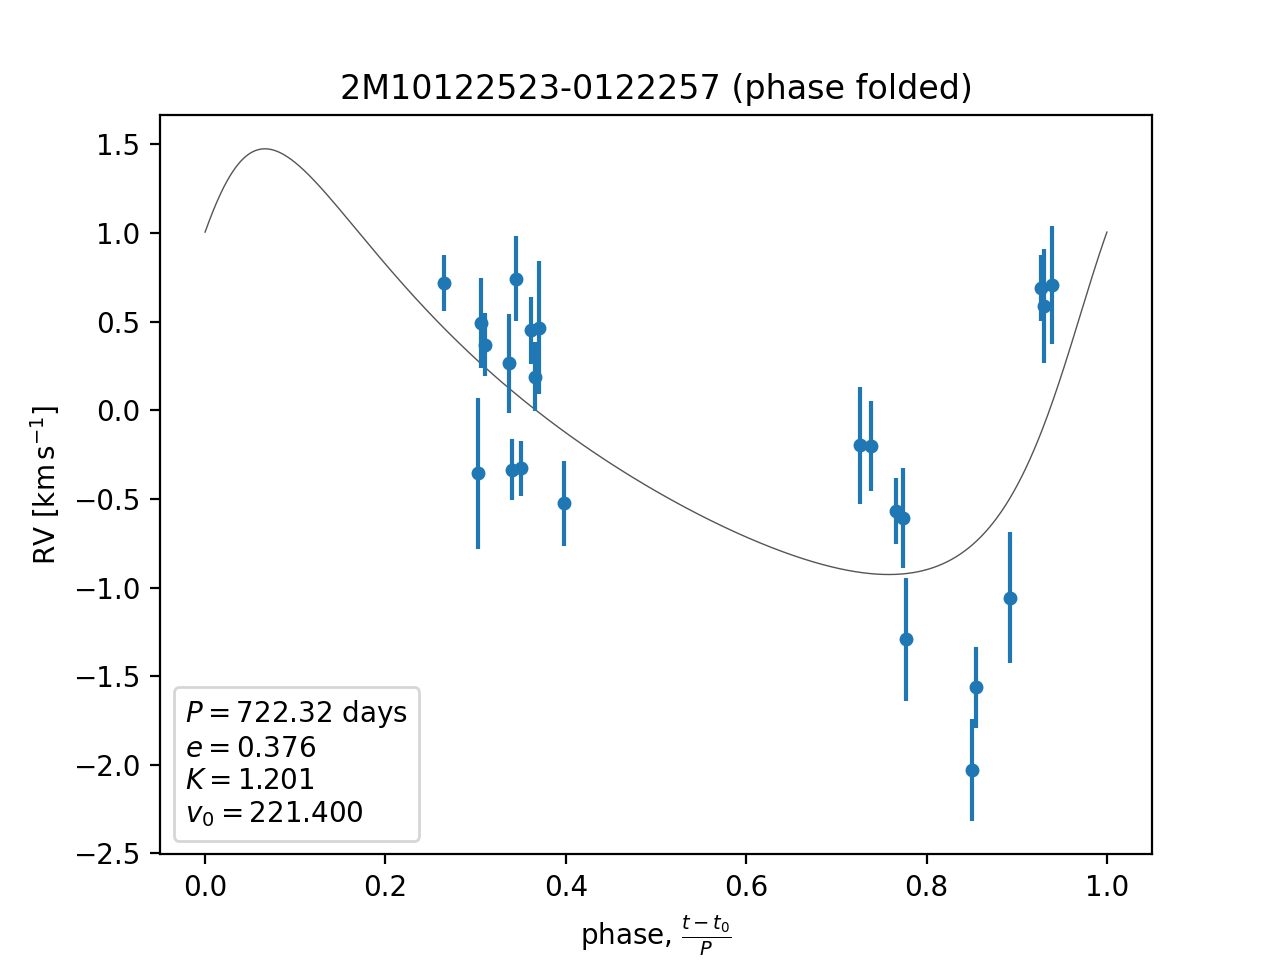 2M10122523-0122257 (phase folded)
1.5
1.0
0.5
0.0
−0.5
−1.0
−1.5
−2.0
−2.5
RV [km s⁻¹]
P = 722.32 days
e = 0.376
K = 1.201
v₀ = 221.400
0.0 0.2 0.4 0.6 0.8 1.0
phase, (t − t₀)/P